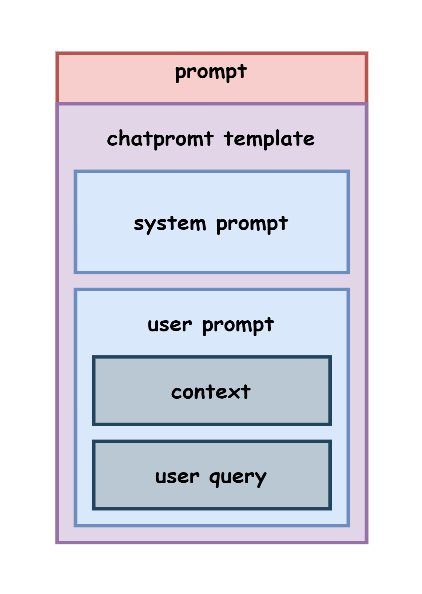 prompt
chatpromt template
system prompt
user prompt
context
user query